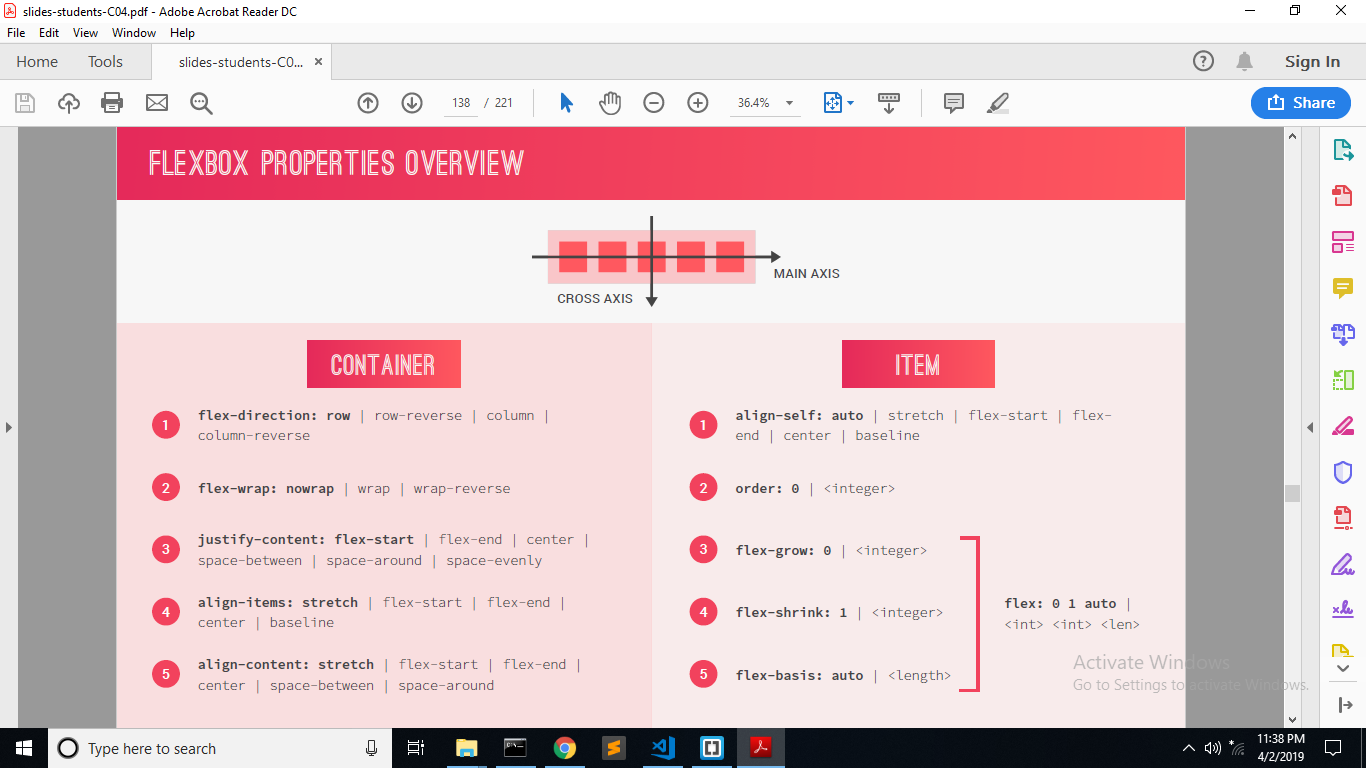 slides-students-C04.pdf - Adobe Acrobat Reader DC
File Edit View Window Help
Home Tools slides-students-C0... ×
Sign In
138 / 221
36.4%
Share
FLEXBOX PROPERTIES OVERVIEW
MAIN AXIS
CROSS AXIS
CONTAINER
1 flex-direction: row | row-reverse | column |
column-reverse
2 flex-wrap: nowrap | wrap | wrap-reverse
3 justify-content: flex-start | flex-end | center |
space-between | space-around | space-evenly
4 align-items: stretch | flex-start | flex-end |
center | baseline
5 align-content: stretch | flex-start | flex-end |
center | space-between | space-around
ITEM
1 align-self: auto | stretch | flex-start | flex-
end | center | baseline
2 order: 0 | <integer>
3 flex-grow: 0 | <integer>
4 flex-shrink: 1 | <integer>
5 flex-basis: auto | <length>
flex: 0 1 auto |
<int> <int> <len>
Activate Windows
Go to Settings to activate Windows.
Type here to search
11:38 PM
4/2/2019